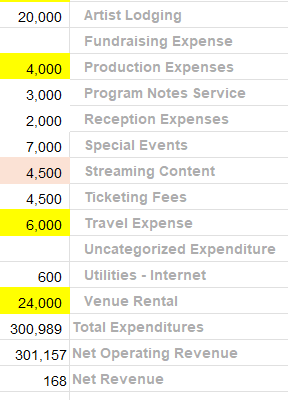 20,000 Artist Lodging
Fundraising Expense
4,000 Production Expenses
3,000 Program Notes Service
2,000 Reception Expenses
7,000 Special Events
4,500 Streaming Content
4,500 Ticketing Fees
6,000 Travel Expense
Uncategorized Expenditure
600 Utilities - Internet
24,000 Venue Rental
300,989 Total Expenditures
301,157 Net Operating Revenue
168 Net Revenue